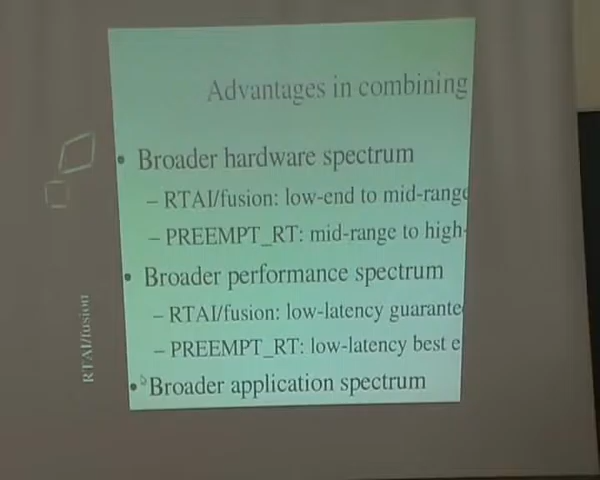 Advantages in combining
• Broader hardware spectrum
– RTAI/fusion: low-end to mid-range
– PREEMPT_RT: mid-range to high-
• Broader performance spectrum
– RTAI/fusion: low-latency guarante
– PREEMPT_RT: low-latency best e
• Broader application spectrum
RTAI/fusion